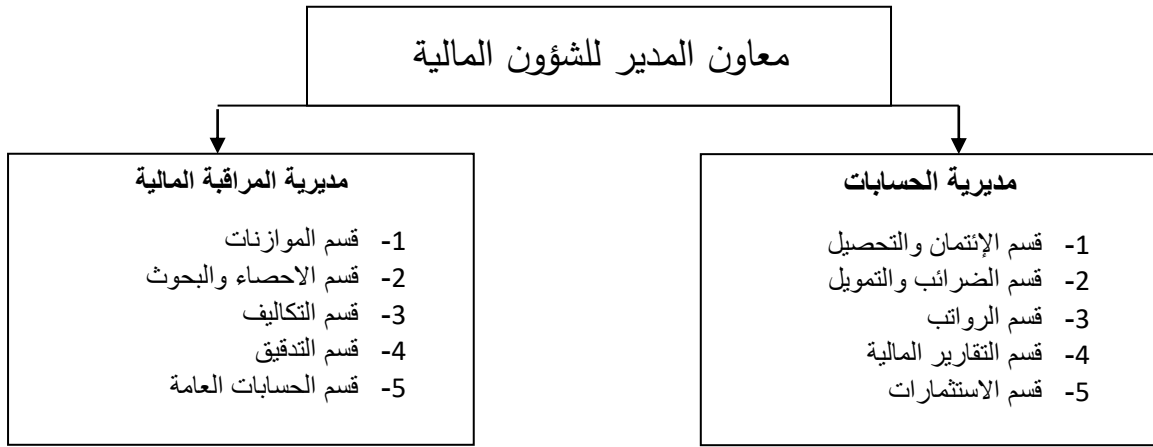 معاون المدير للشؤون المالية
مديرية الحسابات
1- قسم الإئتمان والتحصيل
2- قسم الضرائب والتمويل
3- قسم الرواتب
4- قسم التقارير المالية
5- قسم الاستثمارات
مديرية المراقبة المالية
1- قسم الموازنات
2- قسم الاحصاء والبحوث
3- قسم التكاليف
4- قسم التدقيق
5- قسم الحسابات العامة